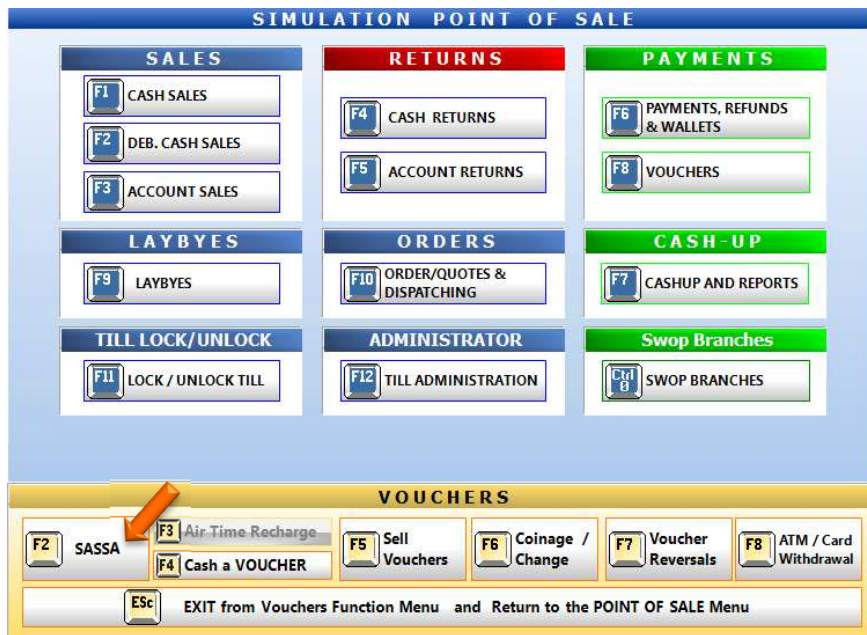 SIMULATION POINT OF SALE
SALES
F1 CASH SALES
F2 DEB. CASH SALES
F3 ACCOUNT SALES
RETURNS
F4 CASH RETURNS
F5 ACCOUNT RETURNS
PAYMENTS
F6 PAYMENTS, REFUNDS
& WALLETS
F8 VOUCHERS
LAYBYES
F9 LAYBYES
ORDERS
F10 ORDER/QUOTES &
DISPATCHING
CASH-UP
F7 CASHUP AND REPORTS
TILL LOCK/UNLOCK
F11 LOCK / UNLOCK TILL
ADMINISTRATOR
F12 TILL ADMINISTRATION
Swop Branches
Ctrl
0
SWOP BRANCHES
VOUCHERS
F2 SASSA
F3 Air Time Recharge
F4 Cash a VOUCHER
F5 Sell
Vouchers
F6 Coinage /
Change
F7 Voucher
Reversals
F8 ATM / Card
Withdrawal
ESc EXIT from Vouchers Function Menu and Return to the POINT OF SALE Menu